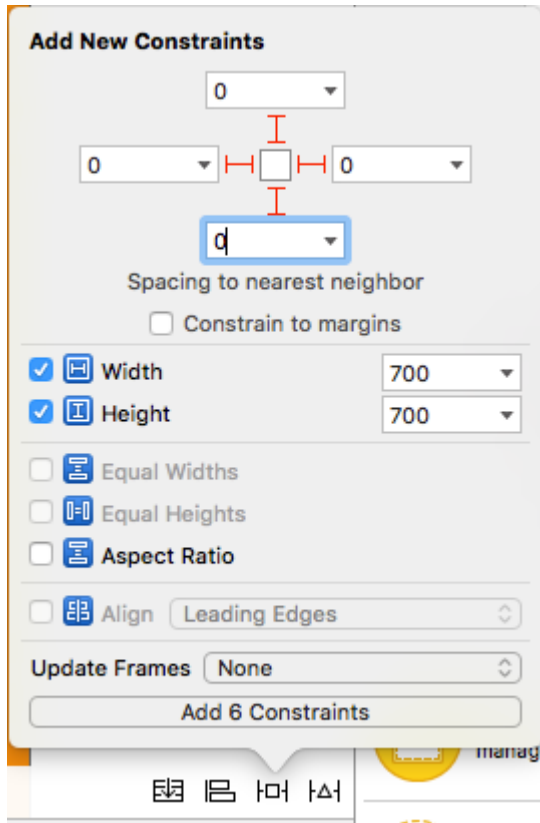 Add New Constraints
0
0 0
0
Spacing to nearest neighbor
Constrain to margins
Width 700
Height 700
Equal Widths
Equal Heights
Aspect Ratio
Align Leading Edges
Update Frames None
Add 6 Constraints
manag